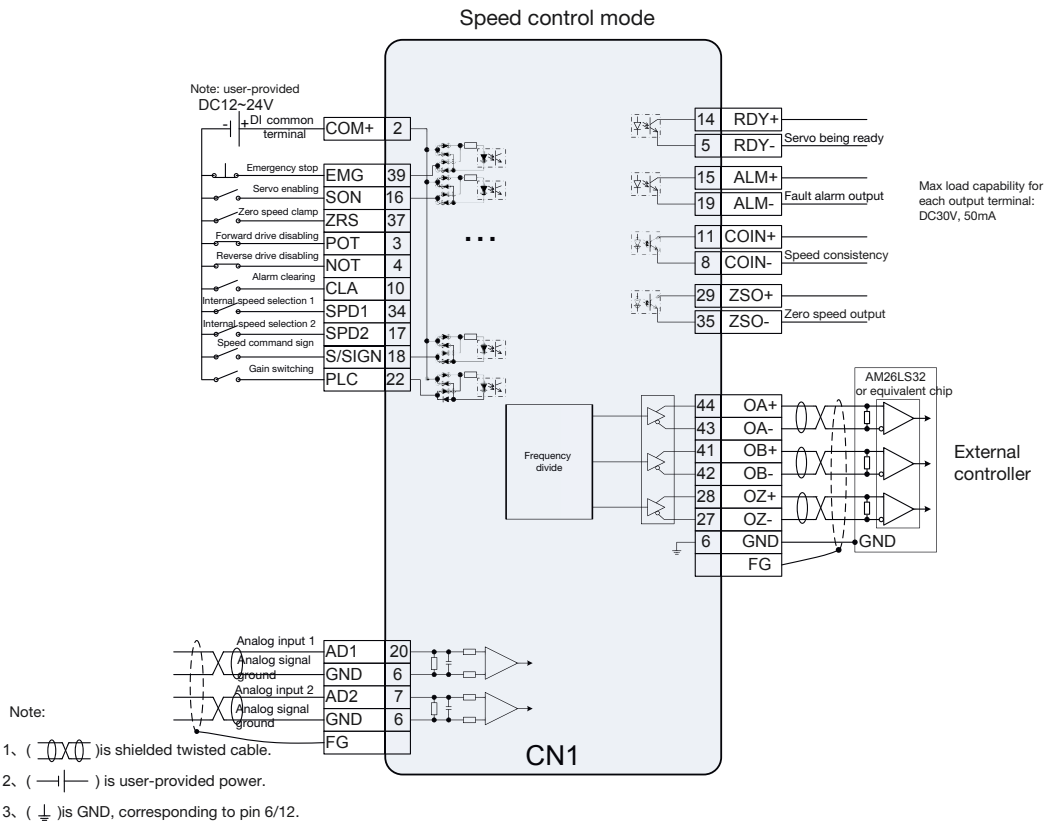 Speed control mode
Note: user-provided
DC12~24V
- + DI common
terminal
COM+ 2
Emergency stop EMG 39
Servo enabling SON 16
Zero speed clamp ZRS 37
Forward drive disabling POT 3
Reverse drive disabling NOT 4
Alarm clearing CLA 10
Internal speed selection 1 SPD1 34
Internal speed selection 2 SPD2 17
Speed command sign S/SIGN 18
Gain switching PLC 22
14 RDY+
5 RDY- Servo being ready
15 ALM+
19 ALM- Fault alarm output
11 COIN+
8 COIN- Speed consistency
29 ZSO+
35 ZSO- Zero speed output
Max load capability for
each output terminal:
DC30V, 50mA
Frequency
divide
44 OA+
43 OA-
41 OB+
42 OB-
28 OZ+
27 OZ-
6 GND
FG
AM26LS32
or equivalent chip
GND
External
controller
Analog input 1 AD1 20
Analog signal
ground GND 6
Analog input 2 AD2 7
Analog signal
ground GND 6
FG
CN1
Note:
1、( )is shielded twisted cable.
2、( ) is user-provided power.
3、( )is GND, corresponding to pin 6/12.